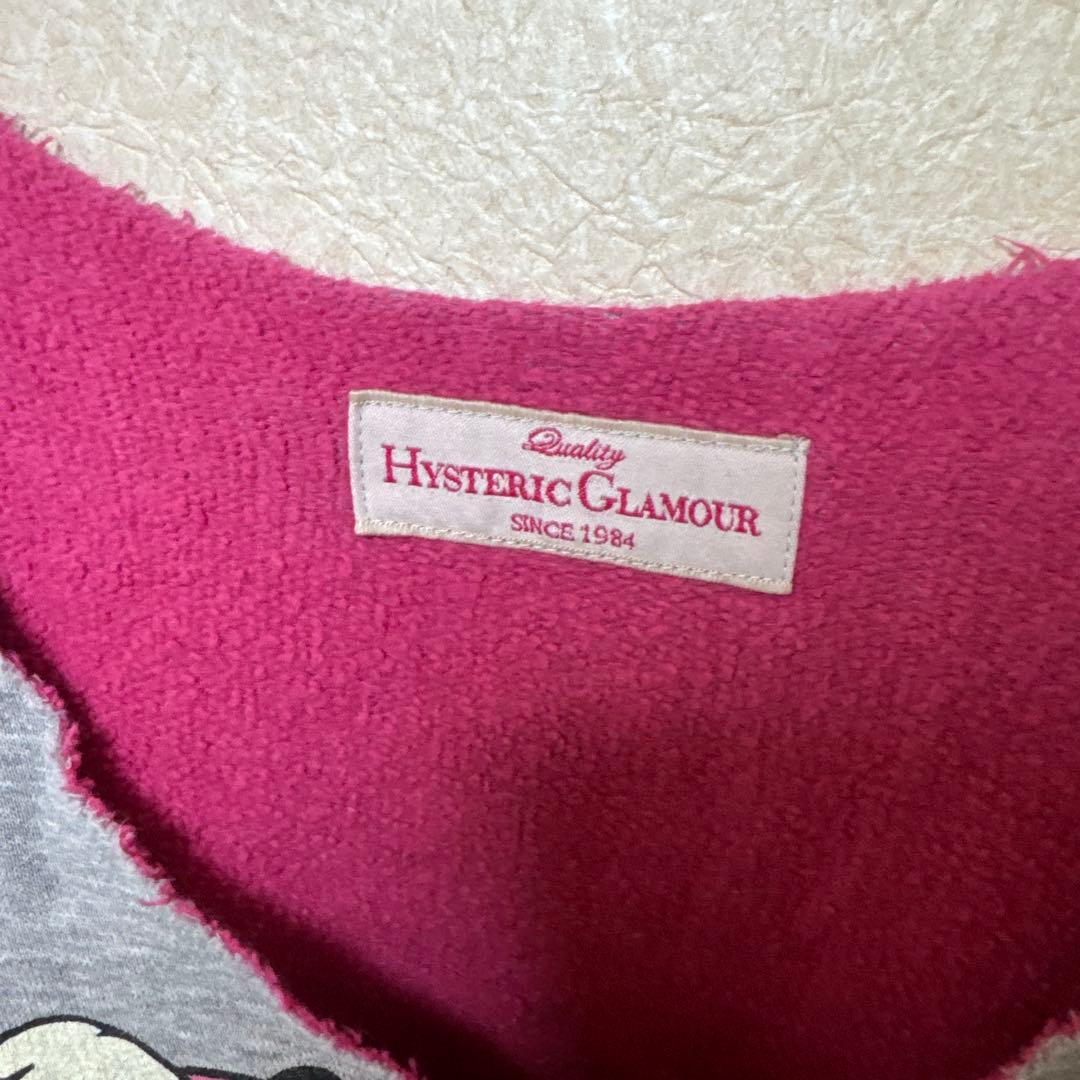 Quality
HYSTERIC GLAMOUR
SINCE 1984